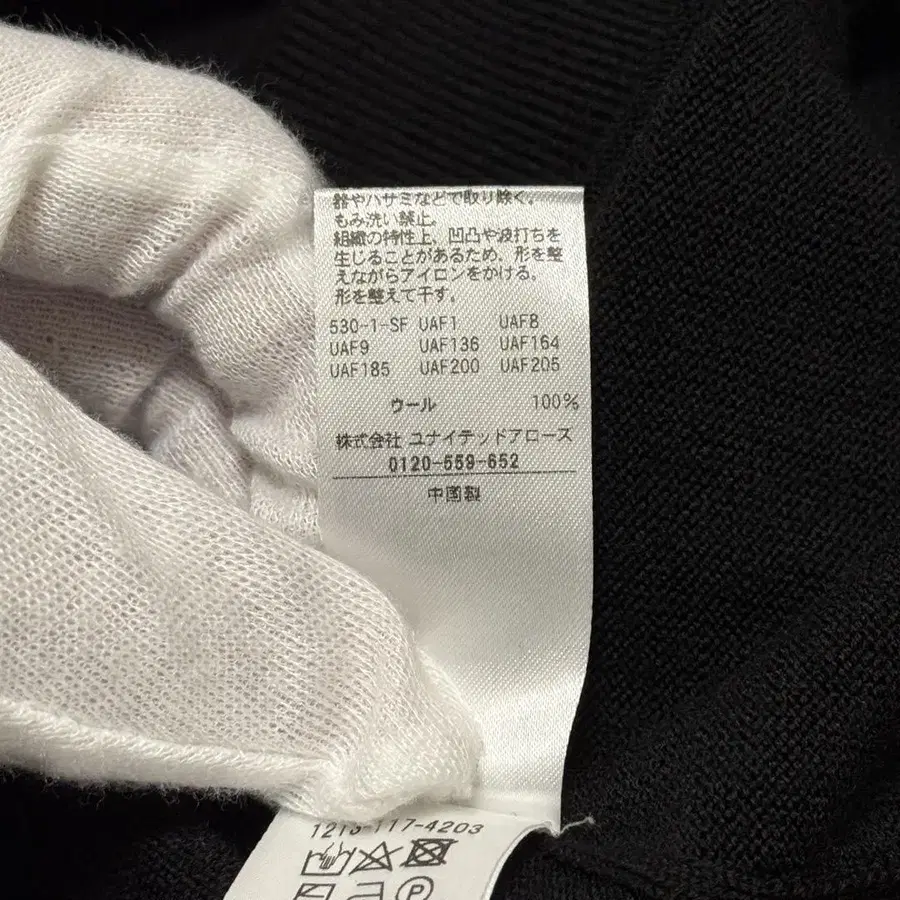 器やハサミなどで取り除く。
もみ洗い禁止。
組織の特性上、凹凸や波打ちを
生じることがあるため、形を整
えながらアイロンをかける。
形を整えて干す。
530-1-SF UAF1 UAF8
UAF9 UAF136 UAF164
UAF185 UAF200 UAF205
ウール 100%
株式会社 ユナイテッドアローズ
0120-559-652
中国製
1213-117-4203
P